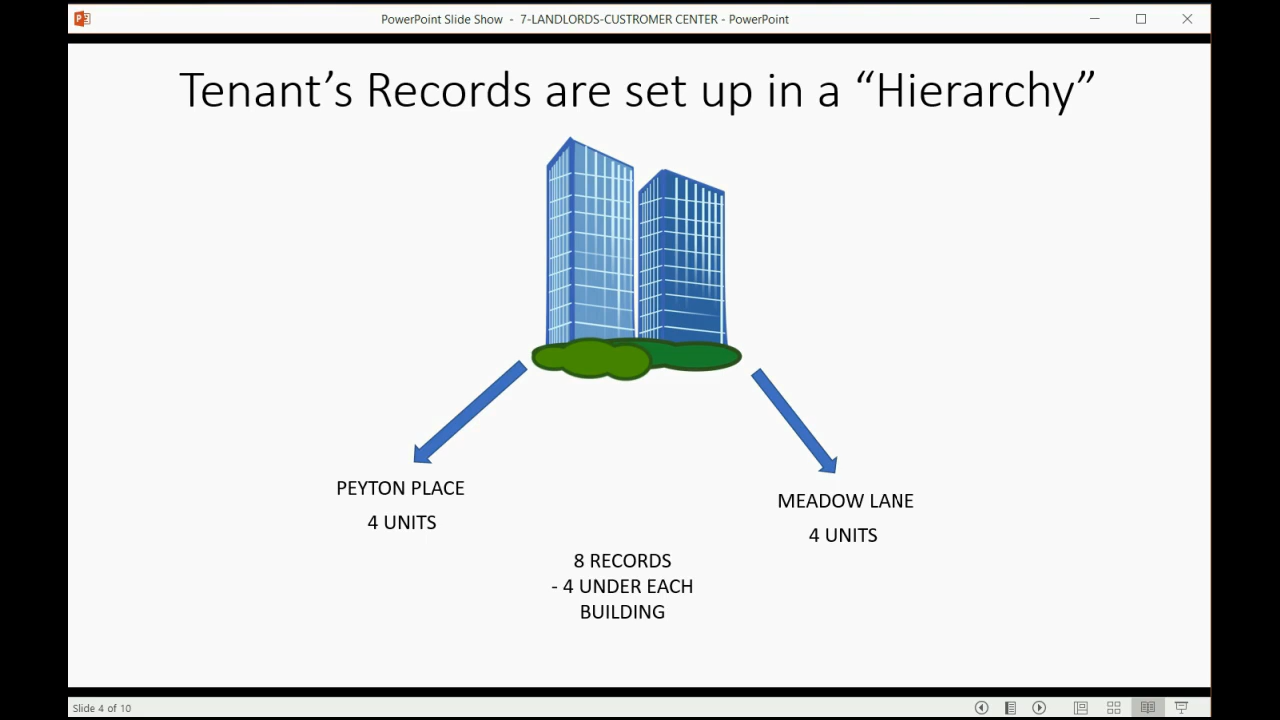 PowerPoint Slide Show - 7-LANDLORDS-CUSTROMER CENTER - PowerPoint
Tenant’s Records are set up in a “Hierarchy”
PEYTON PLACE
4 UNITS
MEADOW LANE
4 UNITS
8 RECORDS
- 4 UNDER EACH
BUILDING
Slide 4 of 10